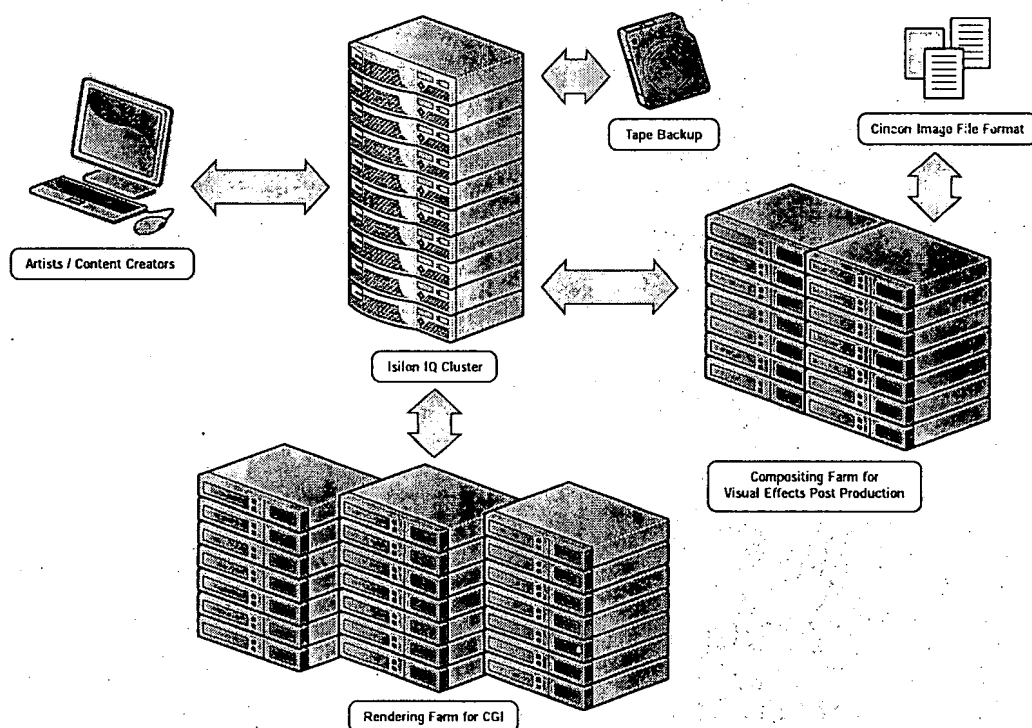 Tape Backup
Cineon Image File Format
Artists / Content Creators
Isilon IQ Cluster
Compositing Farm for
Visual Effects Post Production
Rendering Farm for CGI